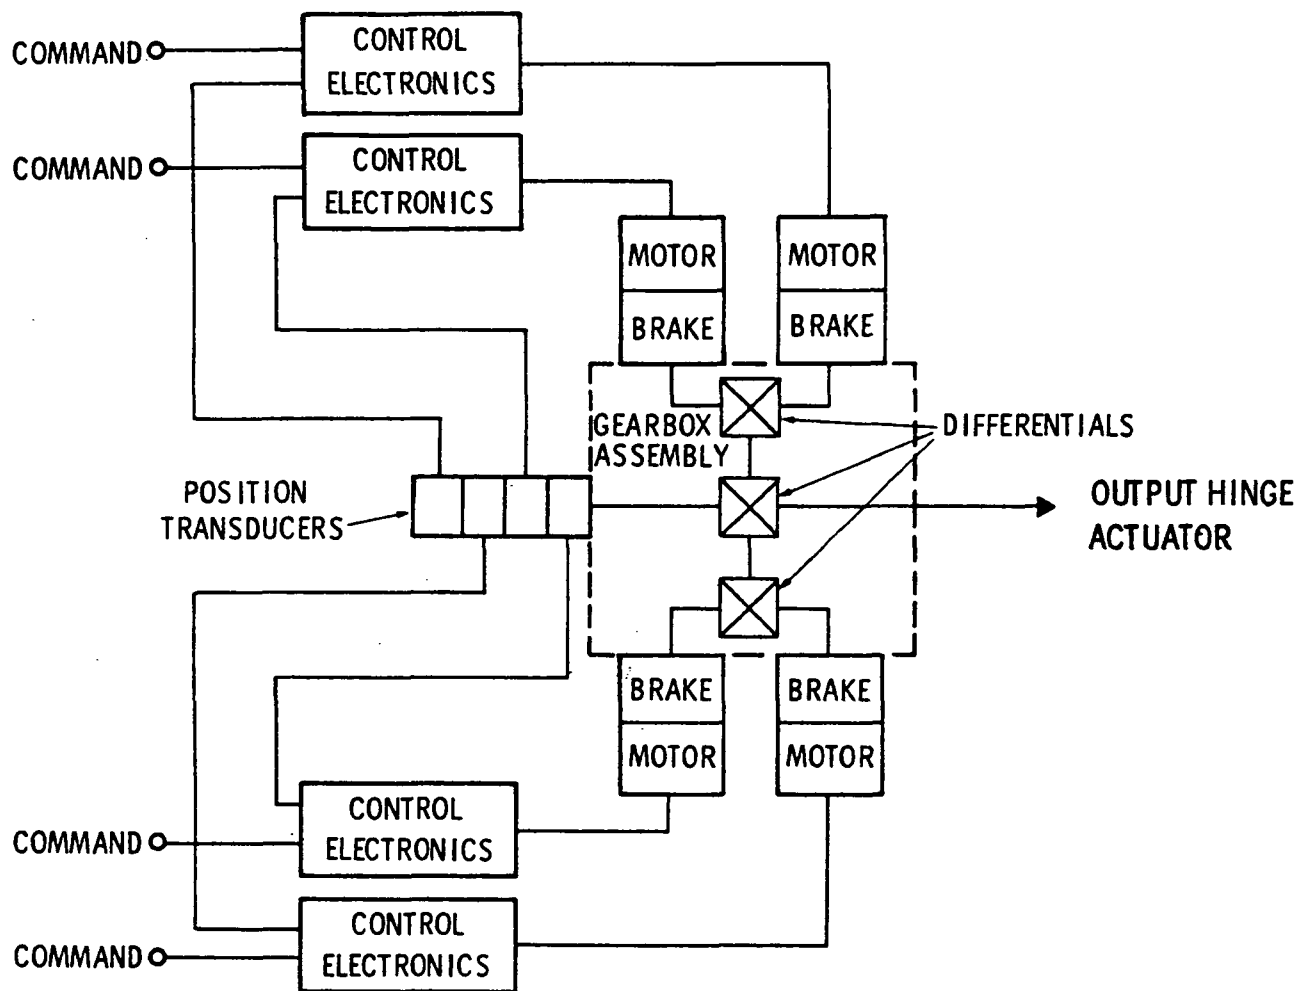 COMMAND
CONTROL
ELECTRONICS
COMMAND
CONTROL
ELECTRONICS
MOTOR
MOTOR
BRAKE
BRAKE
GEARBOX
ASSEMBLY
DIFFERENTIALS
POSITION
TRANSDUCERS
OUTPUT HINGE
ACTUATOR
BRAKE
BRAKE
MOTOR
MOTOR
COMMAND
CONTROL
ELECTRONICS
COMMAND
CONTROL
ELECTRONICS